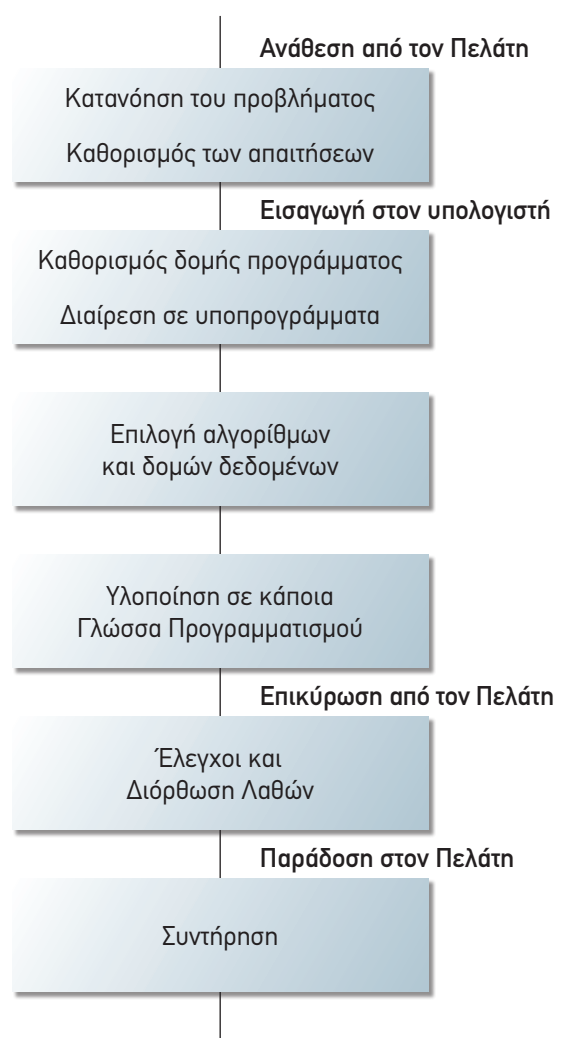 Ανάθεση από τον Πελάτη
Κατανόηση του προβλήματος
Καθορισμός των απαιτήσεων
Εισαγωγή στον υπολογιστή
Καθορισμός δομής προγράμματος
Διαίρεση σε υποπρογράμματα
Επιλογή αλγορίθμων
και δομών δεδομένων
Υλοποίηση σε κάποια
Γλώσσα Προγραμματισμού
Επικύρωση από τον Πελάτη
Έλεγχοι και
Διόρθωση Λαθών
Παράδοση στον Πελάτη
Συντήρηση